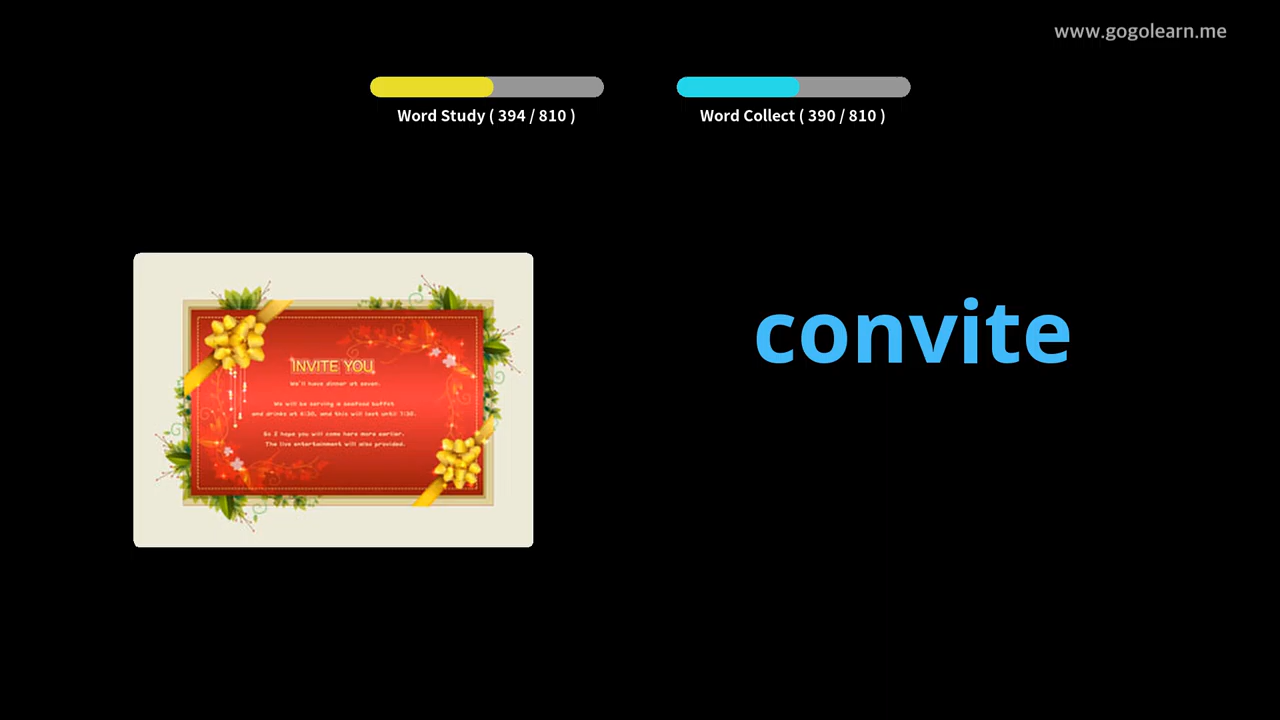 www.gogolearn.me
Word Study ( 394 / 810 )
Word Collect ( 390 / 810 )
convite
INVITE YOU
We'll have dinner at seven.
We will be serving a seafood buffet
and drinks at 6:30, and this will last until 7:30.
So I hope you will come here more earlier.
The live entertainment will also provided.